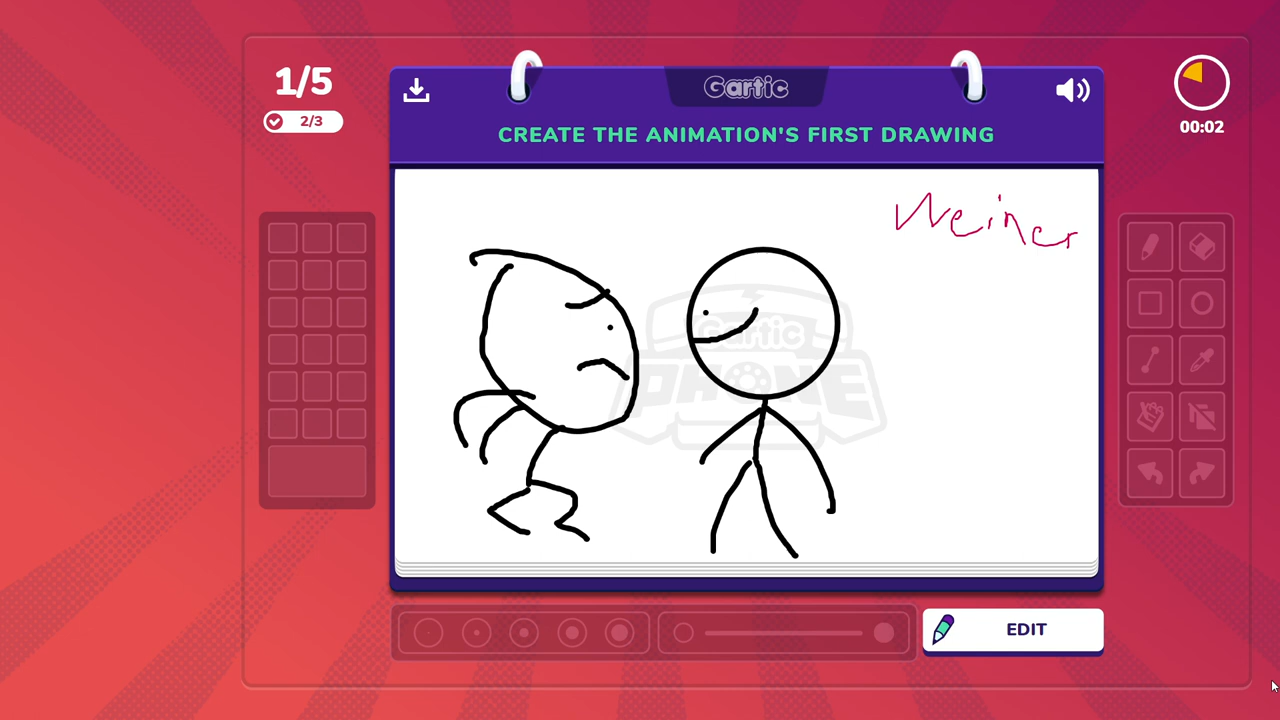 1/5
2/3
Gartic
00:02
CREATE THE ANIMATION'S FIRST DRAWING
Weiner
Gartic
PHONE
EDIT